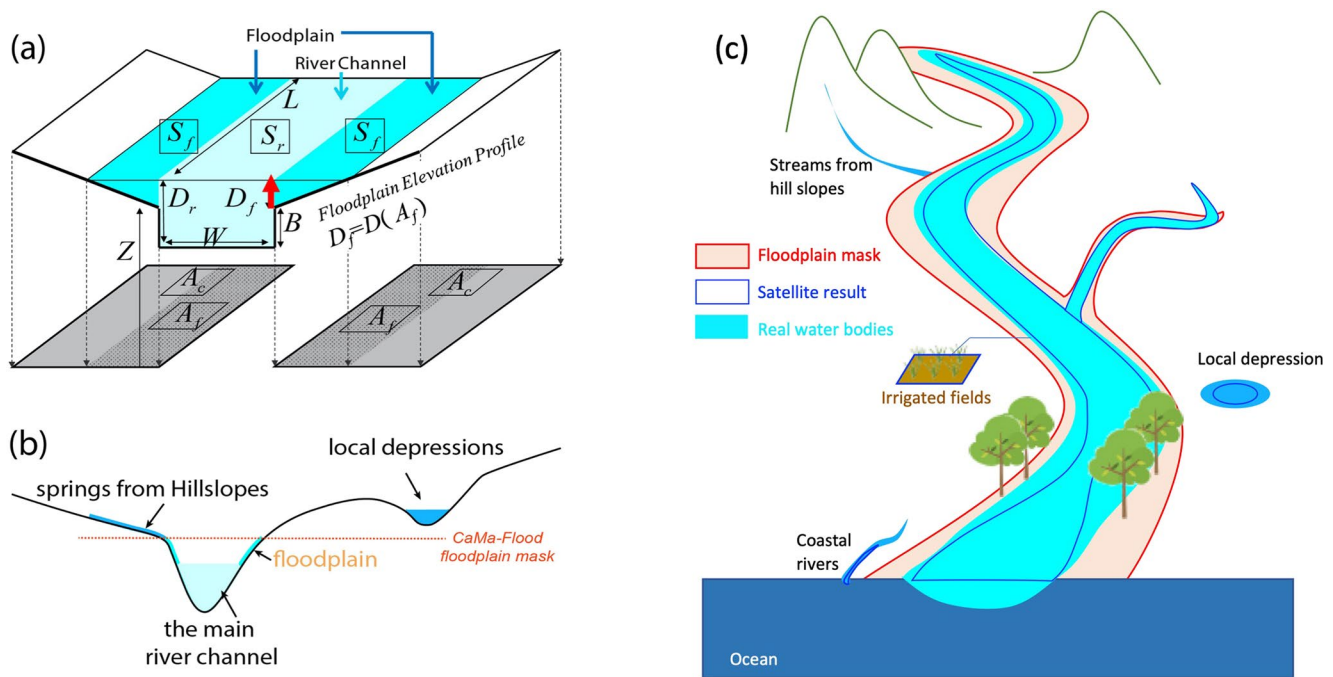 (a)
Floodplain
River Channel
L
S_f
S_r
S_f
D_r
D_f
B
W
Z
Floodplain Elevation Profile
D_f=D(A_f)
A_c
A_f
A_c
A_f
(b)
local depressions
springs from Hillslopes
CaMa-Flood
floodplain mask
floodplain
the main
river channel
(c)
Streams from
hill slopes
Floodplain mask
Satellite result
Real water bodies
Local depression
Irrigated fields
Coastal
rivers
Ocean